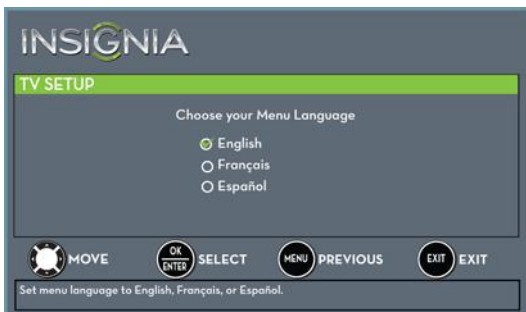 INSIGNIA
TV SETUP
Choose your Menu Language
English
Français
Español
MOVE OK ENTER SELECT MENU PREVIOUS EXIT EXIT
Set menu language to English, Français, or Español.